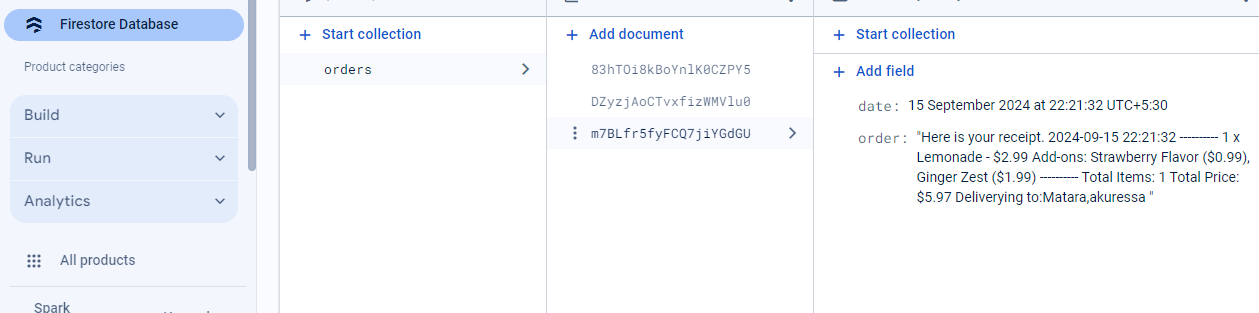 Firestore Database
Product categories
Build
Run
Analytics
All products
Spark
Start collection
orders
Add document
83hTOi8kBoYnlK0CZPY5
DZyzjAoCTvxfizWMVlu0
m7BLfr5fyFCQ7jiYGdGU
Start collection
Add field
date: 15 September 2024 at 22:21:32 UTC+5:30
order: "Here is your receipt. 2024-09-15 22:21:32 ---------- 1 x
Lemonade - $2.99 Add-ons: Strawberry Flavor ($0.99),
Ginger Zest ($1.99) ---------- Total Items: 1 Total Price:
$5.97 Deliverying to:Matara,akuressa "